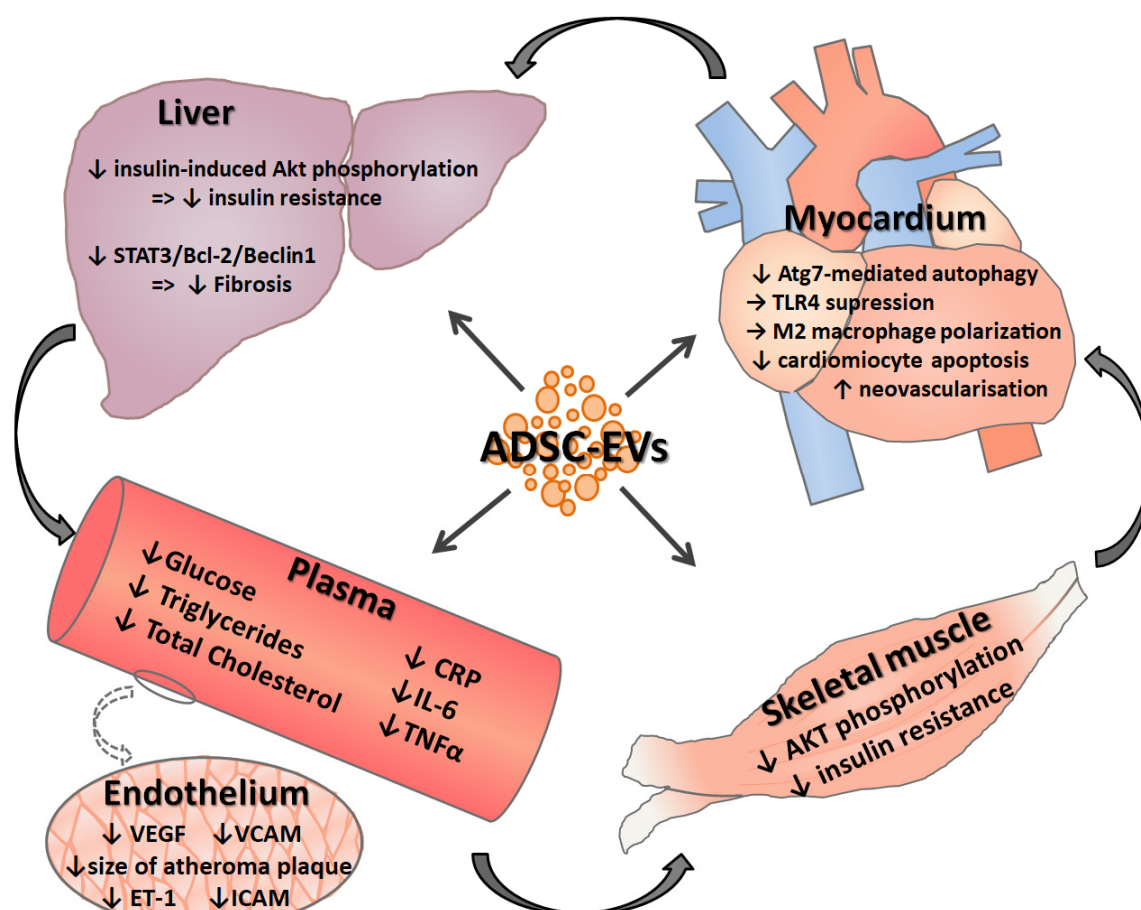 Liver
↓ insulin-induced Akt phosphorylation
=> ↓ insulin resistance
↓ STAT3/Bcl-2/Beclin1
=> ↓ Fibrosis
Myocardium
↓ Atg7-mediated autophagy
→ TLR4 supression
→ M2 macrophage polarization
↓ cardiomiocyte apoptosis
↑ neovascularisation
ADSC-EVs
Plasma
↓Glucose
↓ Triglycerides
↓ Total Cholesterol
↓ CRP
↓IL-6
↓TNFα
Skeletal muscle
↓ AKT phosphorylation
↓ insulin resistance
Endothelium
↓ VEGF ↓VCAM
↓size of atheroma plaque
↓ ET-1 ↓ICAM